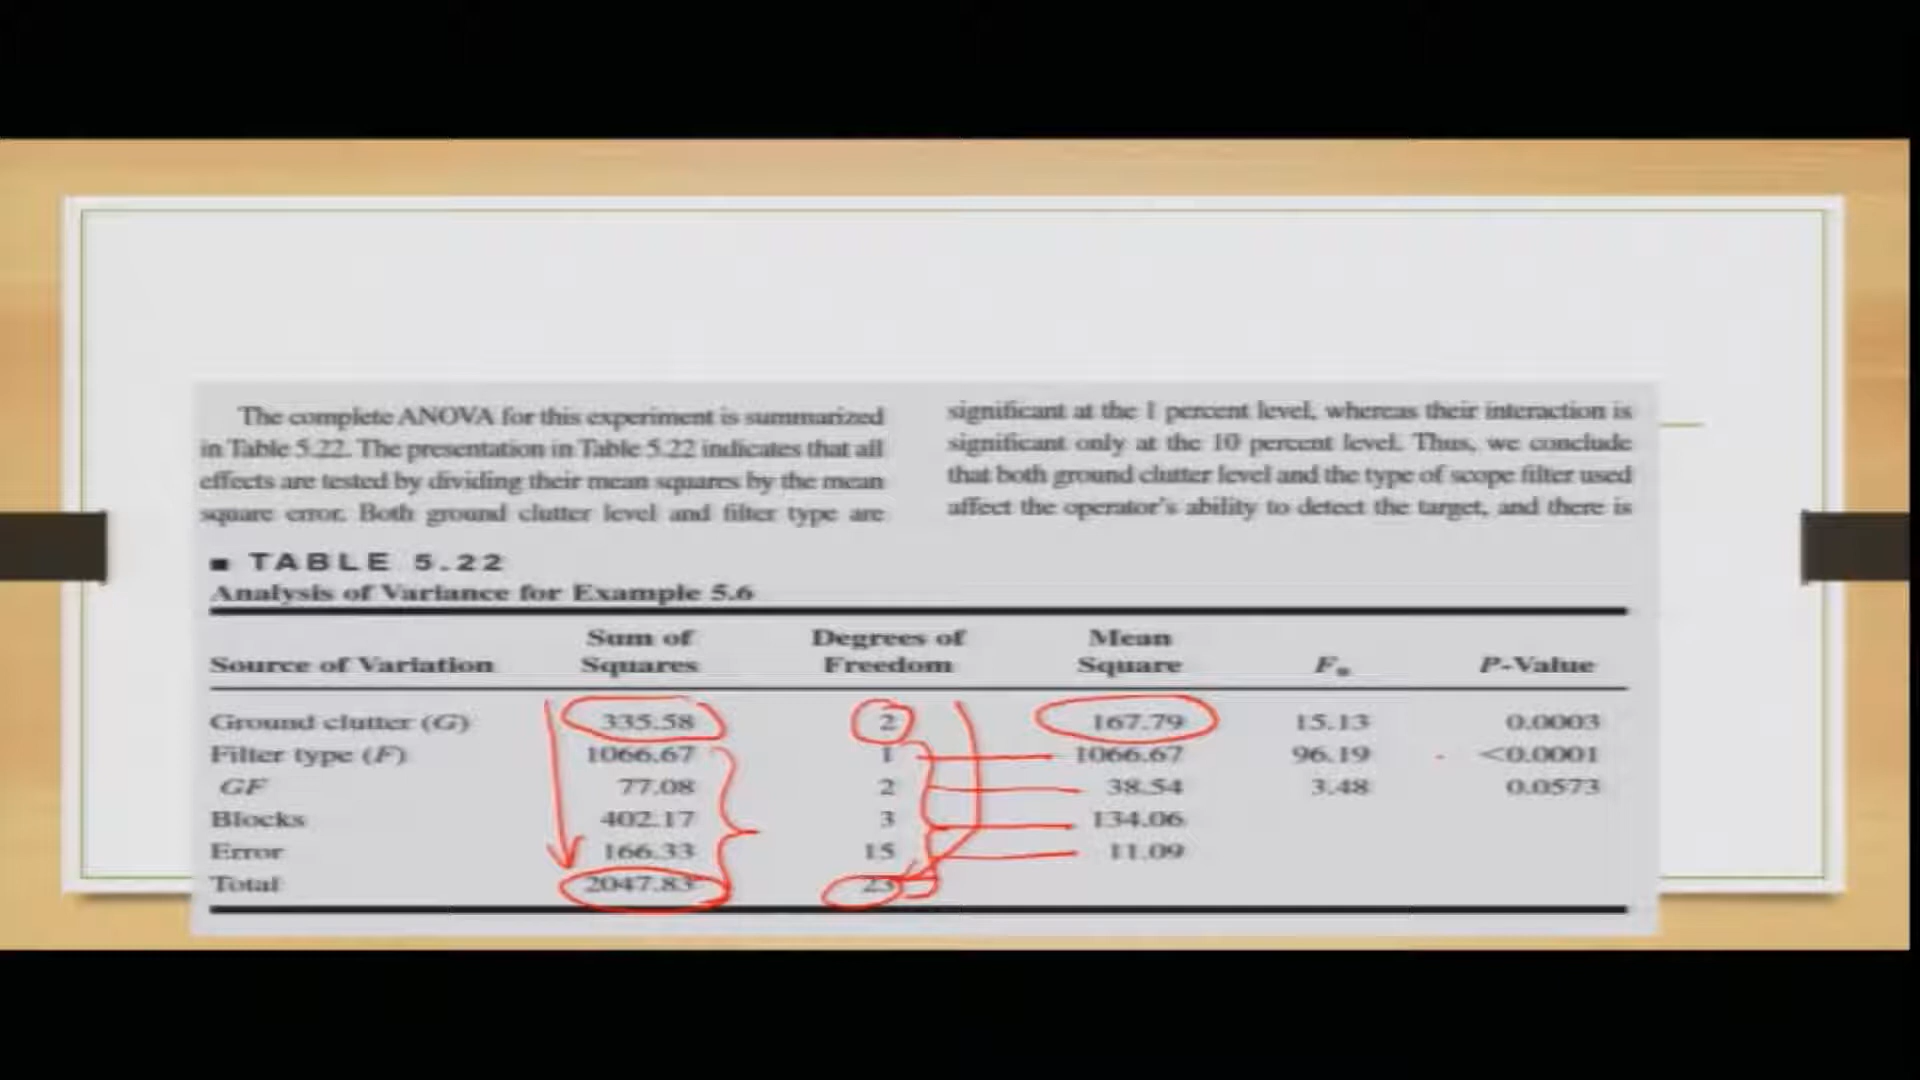 The complete ANOVA for this experiment is summarized
in Table 5.22. The presentation in Table 5.22 indicates that all
effects are tested by dividing their mean squares by the mean
square error. Both ground clutter level and filter type are
significant at the 1 percent level, whereas their interaction is
significant only at the 10 percent level. Thus, we conclude
that both ground clutter level and the type of scope filter used
affect the operator's ability to detect the target, and there is
■ TABLE 5.22
Analysis of Variance for Example 5.6
Source of Variation Sum of Squares Degrees of Freedom Mean Square F₀ P-Value
Ground clutter (G) 335.58 2 167.79 15.13 0.0003
Filter type (F) 1066.67 1 1066.67 96.19 <0.0001
GF 77.08 2 38.54 3.48 0.0573
Blocks 402.17 3 134.06
Error 166.33 15 11.09
Total 2047.83 23